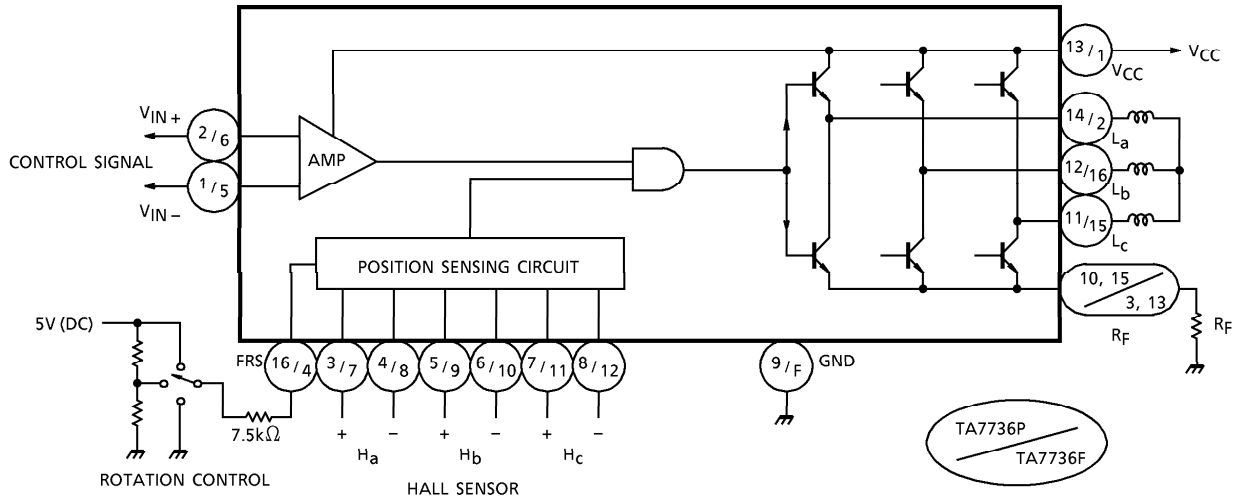 13/1
VCC
VCC
14/2
La
12/16
Lb
11/15
Lc
10, 15
3, 13
RF
RF
VIN+
2/6
CONTROL SIGNAL
1/5
VIN−
AMP
POSITION SENSING CIRCUIT
5V (DC)
FRS
16/4
3/7
4/8
5/9
6/10
7/11
8/12
9/F
GND
7.5kΩ
+ − + − + −
Ha Hb Hc
ROTATION CONTROL
HALL SENSOR
TA7736P
TA7736F